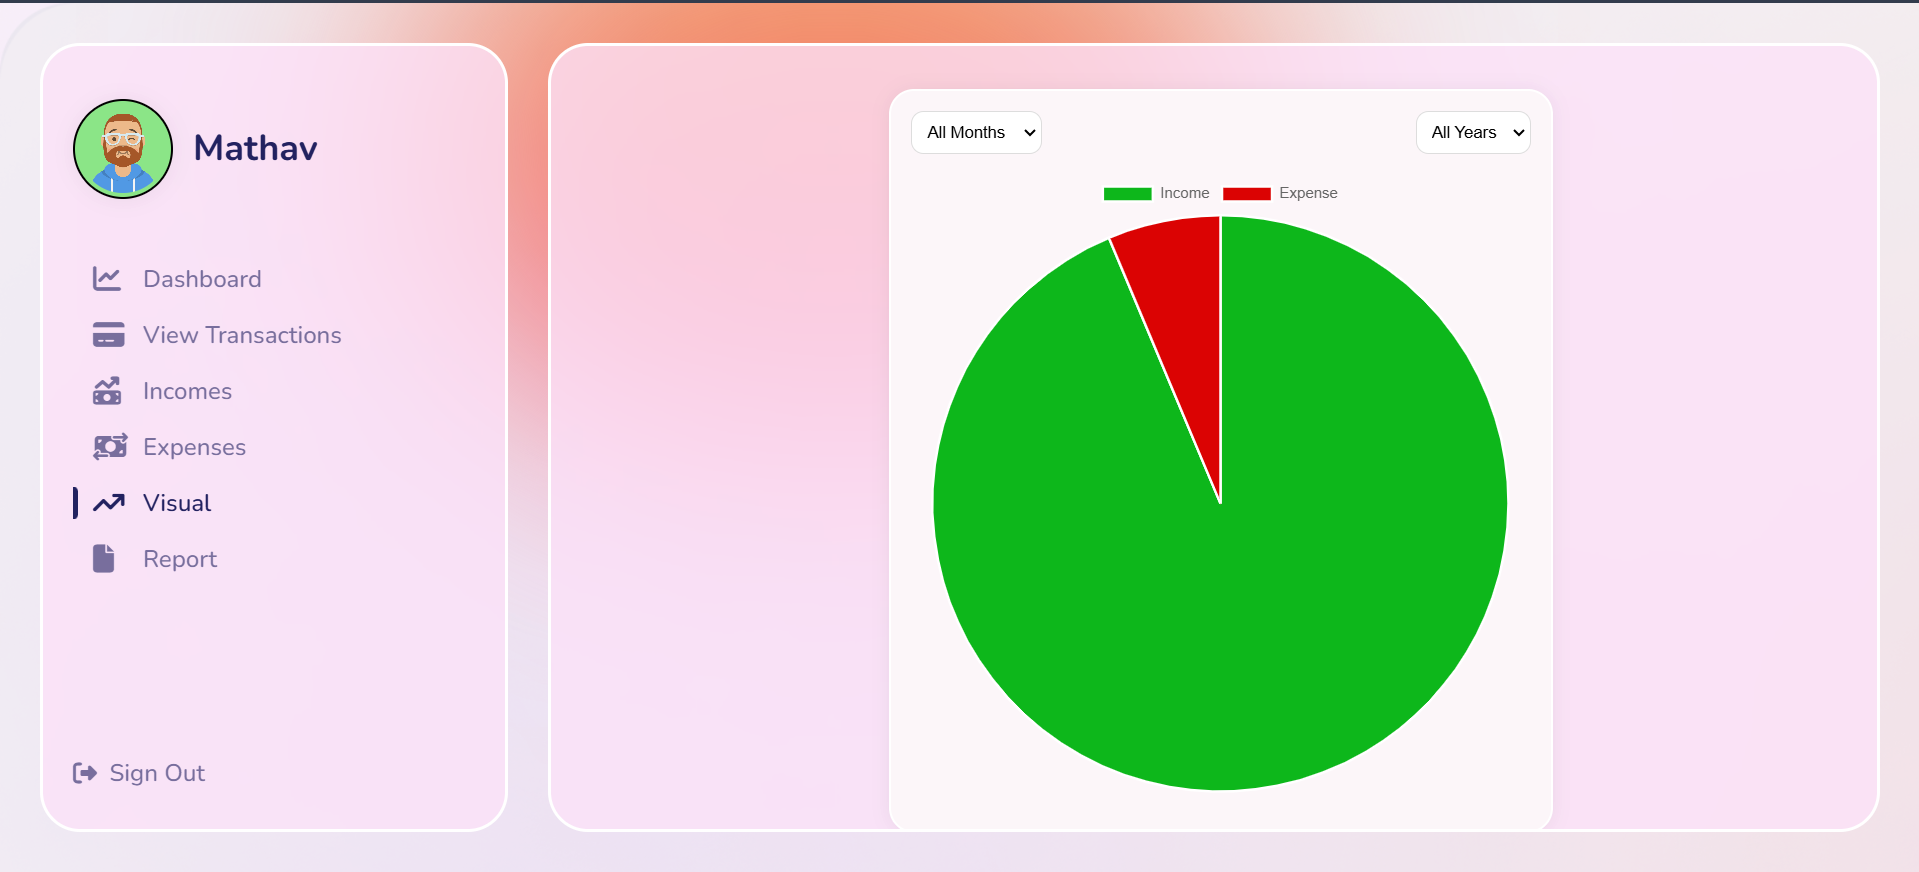 Mathav
Dashboard
View Transactions
Incomes
Expenses
Visual
Report
Sign Out
All Months
All Years
Income
Expense